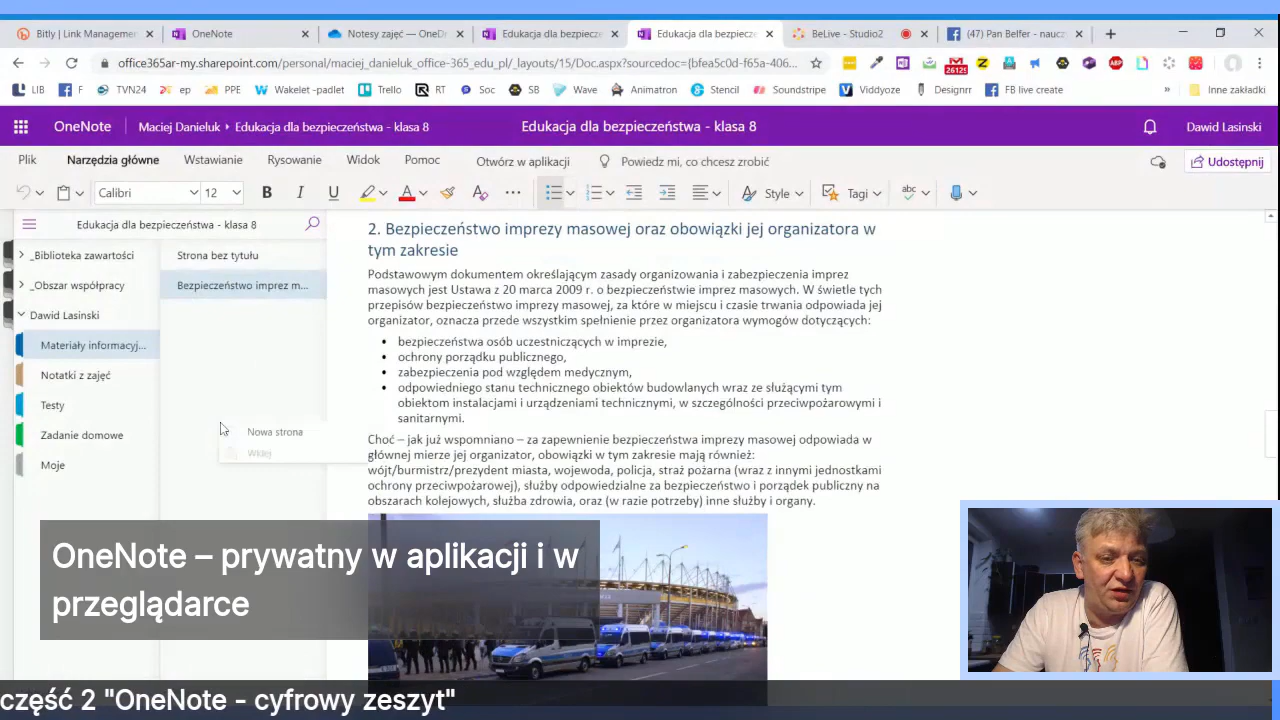 Bitly | Link Managemen
OneNote
Notesy zajęć — OneDr
Edukacja dla bezpiecze
Edukacja dla bezpiecze
BeLive - Studio2
(47) Pan Belfer - nauc
office365ar-my.sharepoint.com/personal/maciej_danieluk_office-365_edu_pl/_layouts/15/Doc.aspx?sourcedoc={bfea5c0d-f65a-406...
26125
ABP
LIB
F
TVN24
ep
PPE
Wakelet -padlet
Trello
RT
Soc
SB
Wave
Animatron
Stencil
Soundstripe
Viddyoze
Designrr
FB live create
»
Inne zakładki
OneNote
Maciej Danieluk
Edukacja dla bezpieczeństwa - klasa 8
Edukacja dla bezpieczeństwa - klasa 8
Dawid Lasinski
Plik
Narzędzia główne
Wstawianie
Rysowanie
Widok
Pomoc
Otwórz w aplikacji
Powiedz mi, co chcesz zrobić
Udostępnij
Calibri
12
B
I
U
Style
Tagi
abc
Edukacja dla bezpieczeństwa - klasa 8
_Biblioteka zawartości
_Obszar współpracy
Dawid Lasinski
Materiały informacyj...
Notatki z zajęć
Testy
Zadanie domowe
Moje
Strona bez tytułu
Bezpieczeństwo imprez m...
Nowa strona
Wklej
2. Bezpieczeństwo imprezy masowej oraz obowiązki jej organizatora w
tym zakresie
Podstawowym dokumentem określającym zasady organizowania i zabezpieczenia imprez
masowych jest Ustawa z 20 marca 2009 r. o bezpieczeństwie imprez masowych. W świetle tych
przepisów bezpieczeństwo imprezy masowej, za które w miejscu i czasie trwania odpowiada jej
organizator, oznacza przede wszystkim spełnienie przez organizatora wymogów dotyczących:
• bezpieczeństwa osób uczestniczących w imprezie,
• ochrony porządku publicznego,
• zabezpieczenia pod względem medycznym,
• odpowiedniego stanu technicznego obiektów budowlanych wraz ze służącymi tym
obiektom instalacjami i urządzeniami technicznymi, w szczególności przeciwpożarowymi i
sanitarnymi.
Choć – jak już wspomniano – za zapewnienie bezpieczeństwa imprezy masowej odpowiada w
głównej mierze jej organizator, obowiązki w tym zakresie mają również:
wójt/burmistrz/prezydent miasta, wojewoda, policja, straż pożarna (wraz z innymi jednostkami
ochrony przeciwpożarowej), służby odpowiedzialne za bezpieczeństwo i porządek publiczny na
obszarach kolejowych, służba zdrowia, oraz (w razie potrzeby) inne służby i organy.
OneNote – prywatny w aplikacji i w
przeglądarce
część 2 "OneNote - cyfrowy zeszyt"